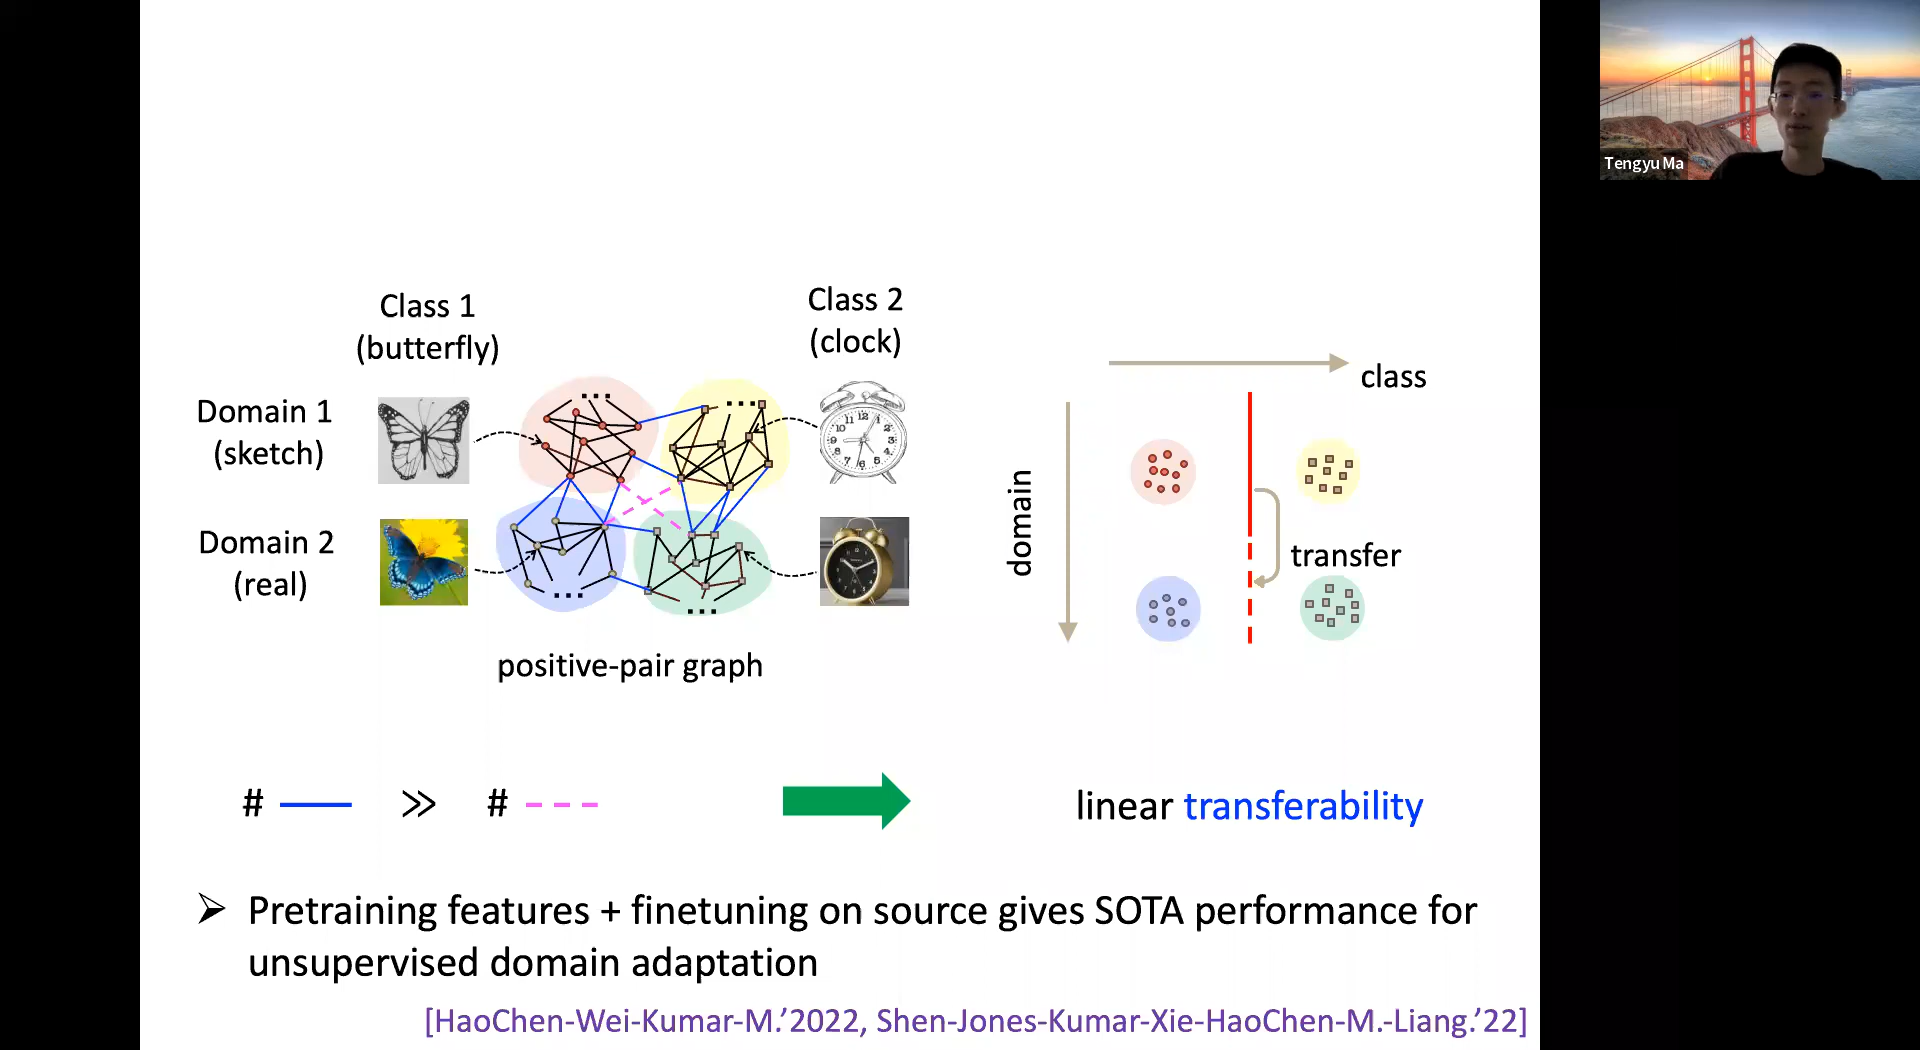 Tengyu Ma
Class 1
(butterfly)
Class 2
(clock)
Domain 1
(sketch)
Domain 2
(real)
positive-pair graph
class
domain
transfer
# ≫ #
linear transferability
➢ Pretraining features + finetuning on source gives SOTA performance for
unsupervised domain adaptation
[HaoChen-Wei-Kumar-M.’2022, Shen-Jones-Kumar-Xie-HaoChen-M.-Liang.’22]